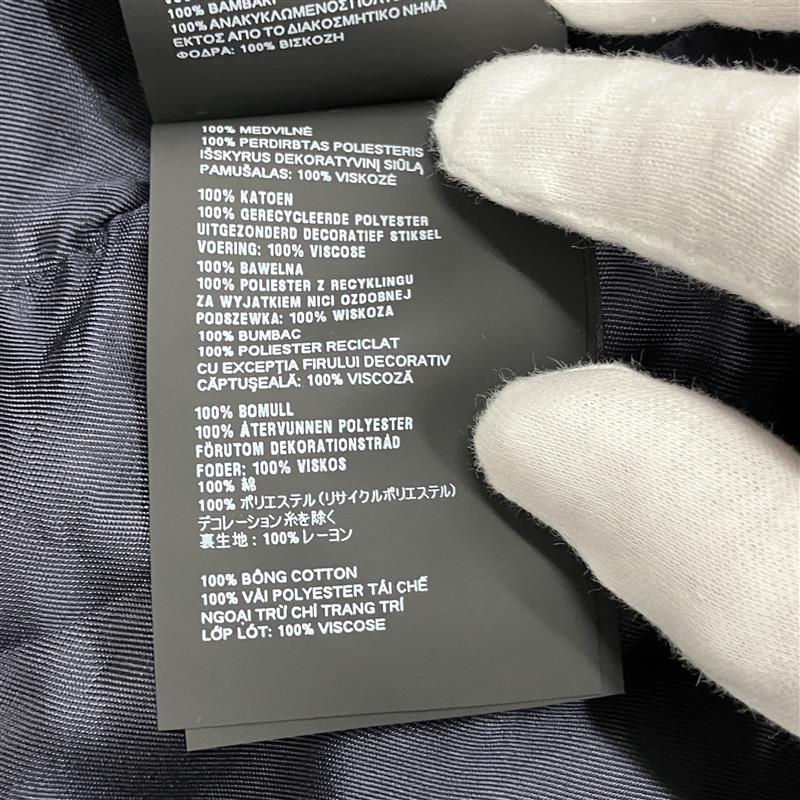 100% ΒΑΜΒΑΚΙ
100% ΑΝΑΚΥΚΛΩΜΕΝΟΣ ΠΟΛΥ
ΕΚΤΟΣ ΑΠΟ ΤΟ ΔΙΑΚΟΣΜΗΤΙΚΟ ΝΗΜΑ
ΦΟΔΡΑ: 100% ΒΙΣΚΟΖΗ
100% MEDVILNĖ
100% PERDIRBTAS POLIESTERIS
IŠSKYRUS DEKORATYVINĮ SIŪLĄ
PAMUŠALAS: 100% VISKOZĖ
100% KATOEN
100% GERECYCLEERDE POLYESTER
UITGEZONDERD DECORATIEF STIKSEL
VOERING: 100% VISCOSE
100% BAWELNA
100% POLIESTER Z RECYKLINGU
ZA WYJATKIEM NICI OZDOBNEJ
PODSZEWKA: 100% WISKOZA
100% BUMBAC
100% POLIESTER RECICLAT
CU EXCEPȚIA FIRULUI DECORATIV
CĂPTUȘEALĂ: 100% VISCOZĂ
100% BOMULL
100% ÅTERVUNNEN POLYESTER
FÖRUTOM DEKORATIONSTRÅD
FODER: 100% VISKOS
100% 綿
100% ポリエステル(リサイクルポリエステル)
デコレーション糸を除く
裏生地:100%レーヨン
100% BÔNG COTTON
100% VẢI POLYESTER TÁI CHẾ
NGOẠI TRỪ CHỈ TRANG TRÍ
LỚP LÓT: 100% VISCOSE